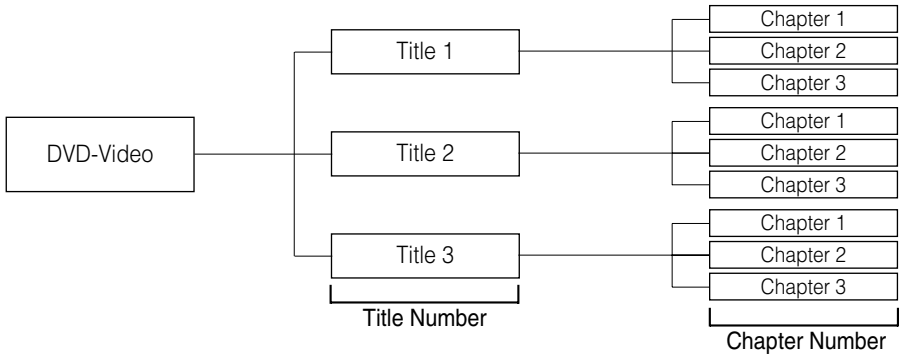 DVD-Video
Title 1
Chapter 1
Chapter 2
Chapter 3
Title 2
Chapter 1
Chapter 2
Chapter 3
Title 3
Chapter 1
Chapter 2
Chapter 3
Title Number
Chapter Number